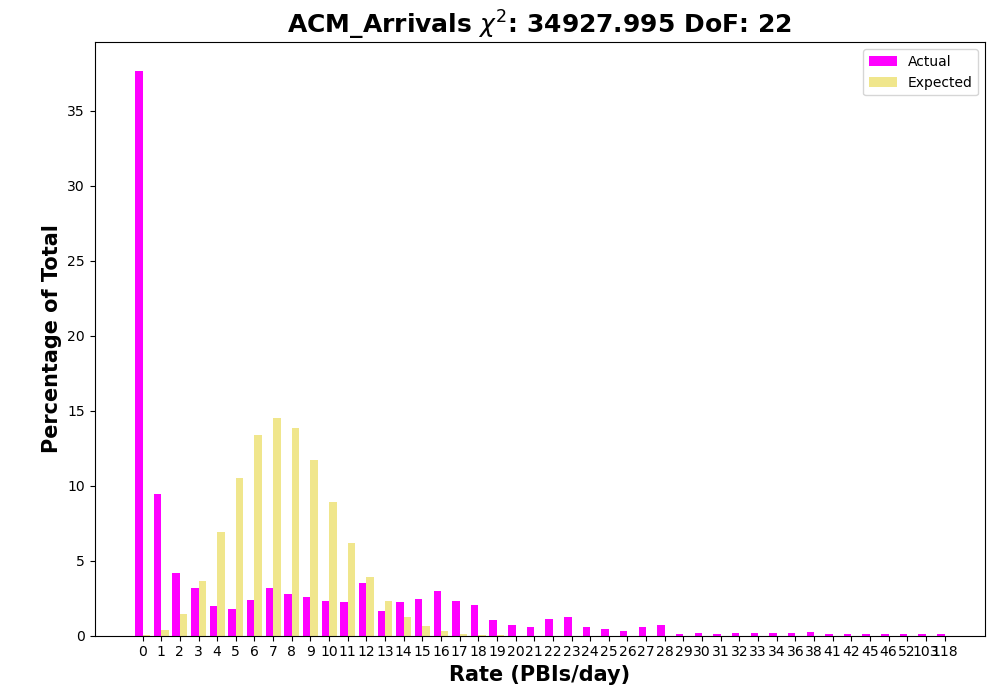 ACM_Arrivals χ²: 34927.995 DoF: 22
Actual
Expected
35
30
25
20
15
10
5
0
Percentage of Total
0 1 2 3 4 5 6 7 8 9 10 11 12 13 14 15 16 17 18 19 20 21 22 23 24 25 26 27 28 29 30 31 32 33 34 36 38 41 42 45 46 52 103 118
Rate (PBIs/day)